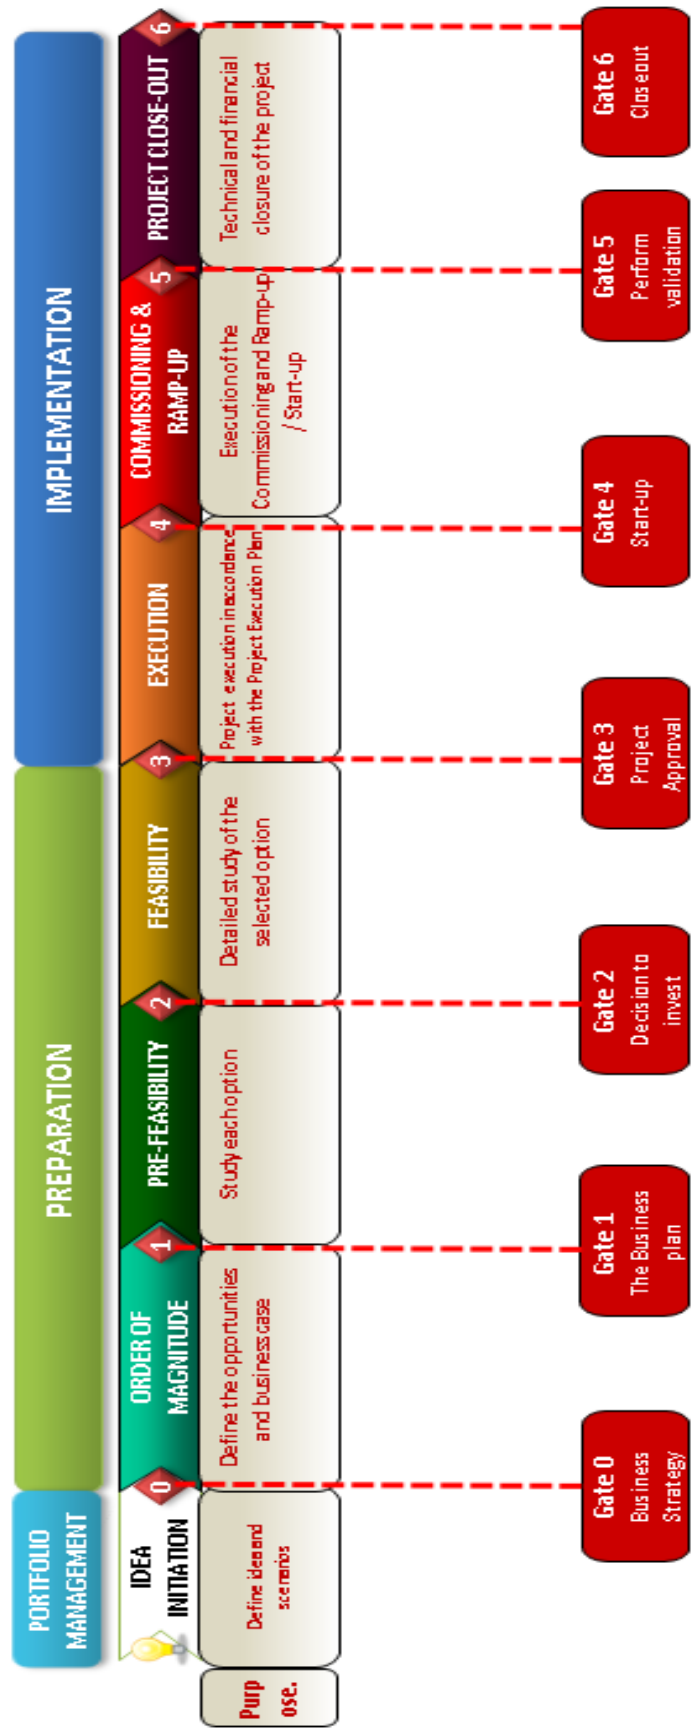 PORTFOLIO
MANAGEMENT
PREPARATION
IMPLEMENTATION
IDEA
INITIATION
0
ORDER OF
MAGNITUDE
1
PRE-FEASIBILITY
2
FEASIBILITY
3
EXECUTION
4
COMMISSIONING &
RAMP-UP
5
PROJECT CLOSE-OUT
6
Purp
ose.
Define idea and
scenarios
Define the opportunities
and business case
Study each option
Detailed study of the
selected option
Project execution in accordance
with the Project Execution Plan
Execution of the
Commissioning and Ramp-up
/ Start-up
Technical and financial
closure of the project
Gate 0
Business
Strategy
Gate 1
The Business
plan
Gate 2
Decision to
invest
Gate 3
Project
Approval
Gate 4
Start-up
Gate 5
Perform
validation
Gate 6
Closeout